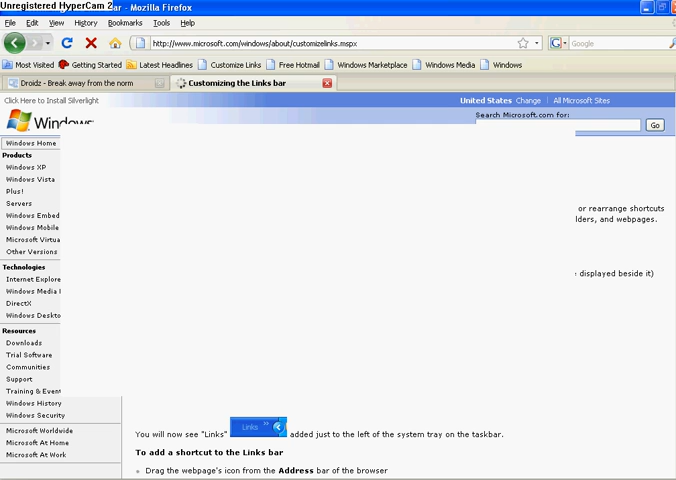 Unregistered HyperCam 2
ar - Mozilla Firefox
File Edit View History Bookmarks Tools Help
http://www.microsoft.com/windows/about/customizelinks.mspx
Google
Most Visited Getting Started Latest Headlines Customize Links Free Hotmail Windows Marketplace Windows Media Windows
Droidz - Break away from the norm
Customizing the Links bar
Click Here to Install Silverlight
United States Change | All Microsoft Sites
Windows
Search Microsoft.com for:
Go
Windows Home
Products
Windows XP
Windows Vista
Plus!
Servers
Windows Embed
Windows Mobile
Microsoft Virtua
Other Versions
Technologies
Internet Explore
Windows Media
DirectX
Windows Deskto
Resources
Downloads
Trial Software
Communities
Support
Training & Event
Windows History
Windows Security
Microsoft Worldwide
Microsoft At Home
Microsoft At Work
or rearrange shortcuts
lders, and webpages.
displayed beside it)
You will now see "Links" Links » added just to the left of the system tray on the taskbar.
To add a shortcut to the Links bar
Drag the webpage's icon from the Address bar of the browser